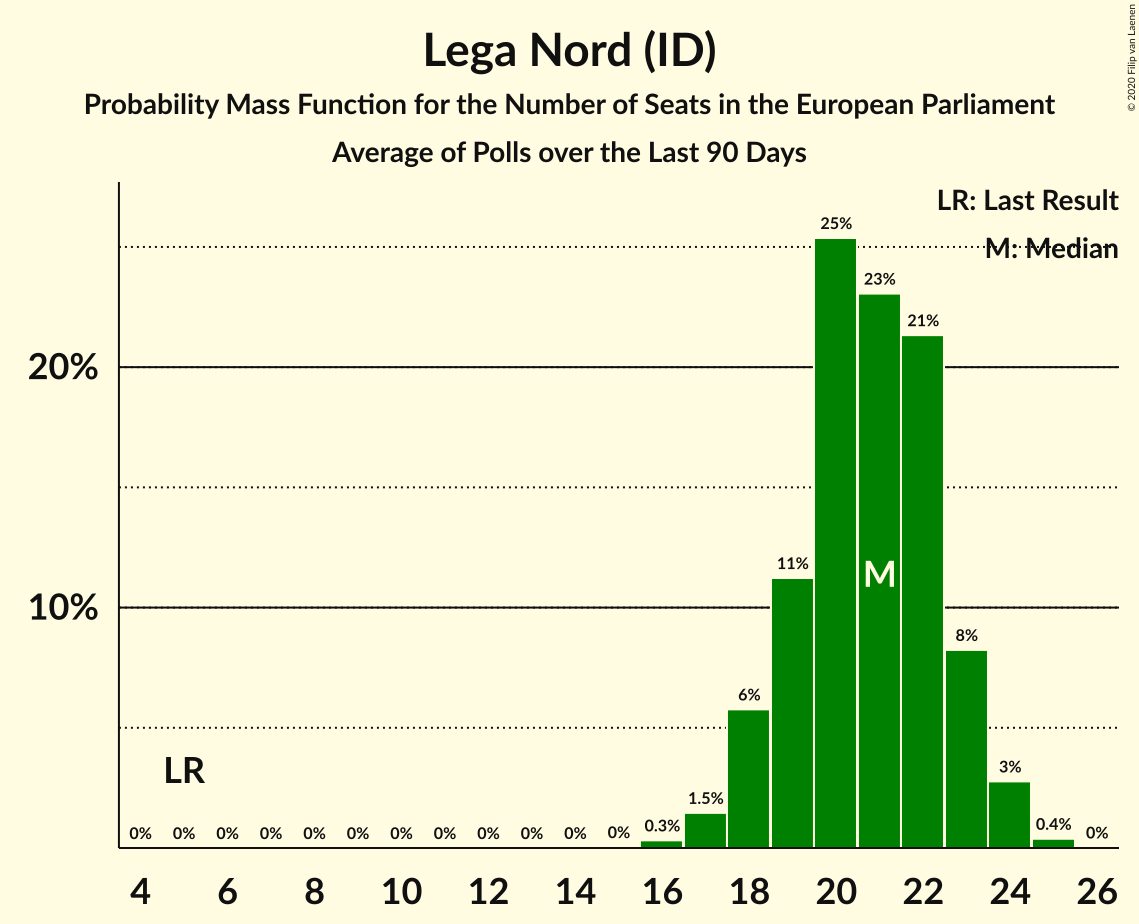 Lega Nord (ID)
Probability Mass Function for the Number of Seats in the European Parliament
Average of Polls over the Last 90 Days
© 2020 Filip van Laenen
LR: Last Result
M: Median
25%
23%
21%
20%
11%
M
10%
8%
6%
LR
3%
1.5%
0% 0% 0% 0% 0% 0% 0% 0% 0% 0% 0% 0% 0.3% 0.4% 0%
4 6 8 10 12 14 16 18 20 22 24 26